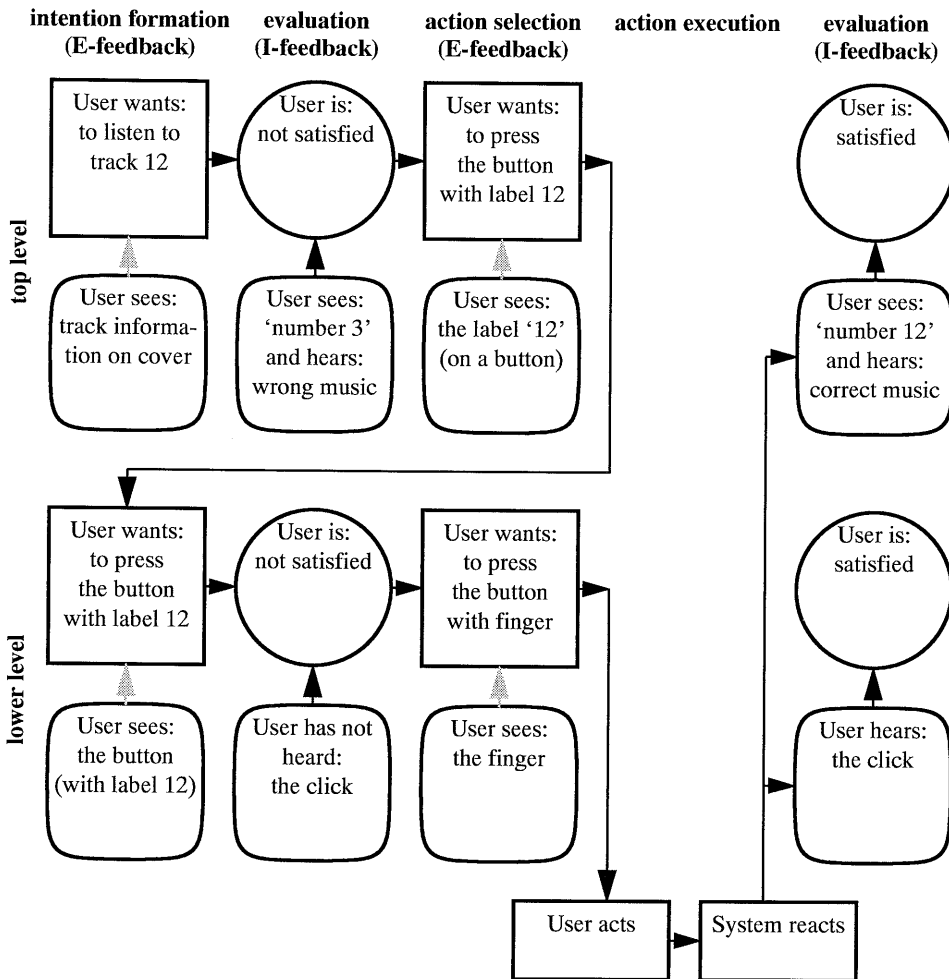 intention formation
(E-feedback)
evaluation
(I-feedback)
action selection
(E-feedback)
action execution
evaluation
(I-feedback)
top level
User wants:
to listen to
track 12
User is:
not satisfied
User wants:
to press
the button
with label 12
User is:
satisfied
User sees:
track informa-
tion on cover
User sees:
‘number 3’
and hears:
wrong music
User sees:
the label ‘12’
(on a button)
User sees:
‘number 12’
and hears:
correct music
lower level
User wants:
to press
the button
with label 12
User is:
not satisfied
User wants:
to press
the button
with finger
User is:
satisfied
User sees:
the button
(with label 12)
User has not
heard:
the click
User sees:
the finger
User hears:
the click
User acts
System reacts